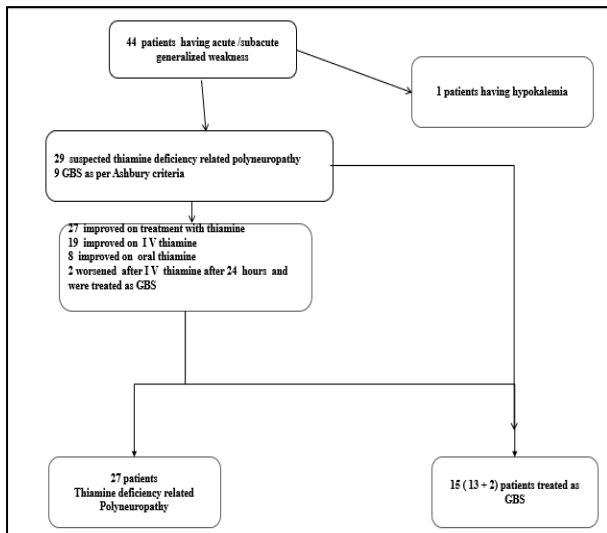 44 patients having acute /subacute
generalized weakness
1 patients having hypokalemia
29 suspected thiamine deficiency related polyneuropathy
9 GBS as per Ashbury criteria
27 improved on treatment with thiamine
19 improved on I V thiamine
8 improved on oral thiamine
2 worsened after I V thiamine after 24 hours and
were treated as GBS
27 patients
Thiamine deficiency related
Polyneuropathy
15 ( 13 + 2) patients treated as
GBS